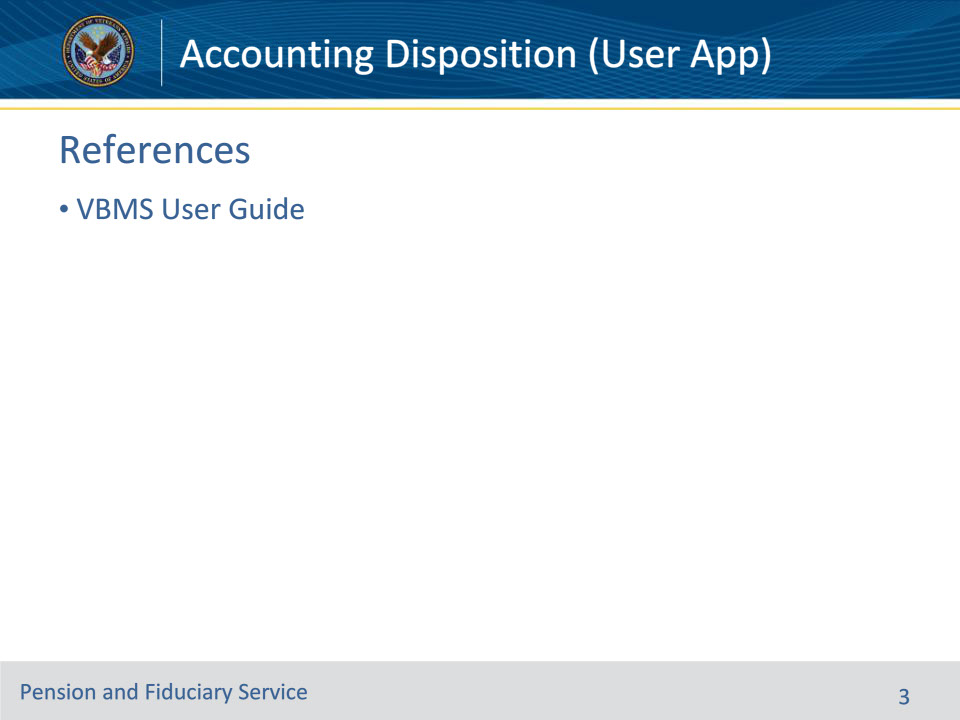 Accounting Disposition (User App)
References
• VBMS User Guide
Pension and Fiduciary Service
3